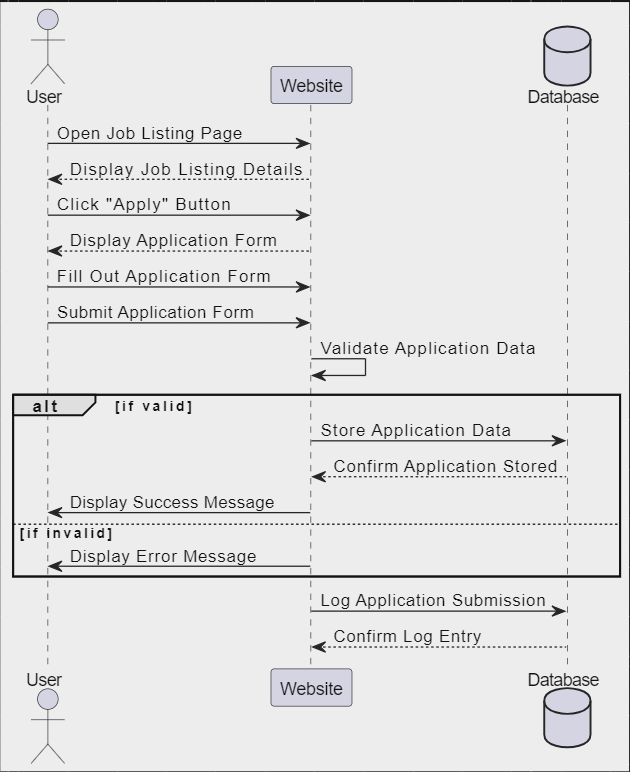 User
Website
Database
Open Job Listing Page
Display Job Listing Details
Click "Apply" Button
Display Application Form
Fill Out Application Form
Submit Application Form
Validate Application Data
alt [if valid]
Store Application Data
Confirm Application Stored
Display Success Message
[if invalid]
Display Error Message
Log Application Submission
Confirm Log Entry
User
Website
Database